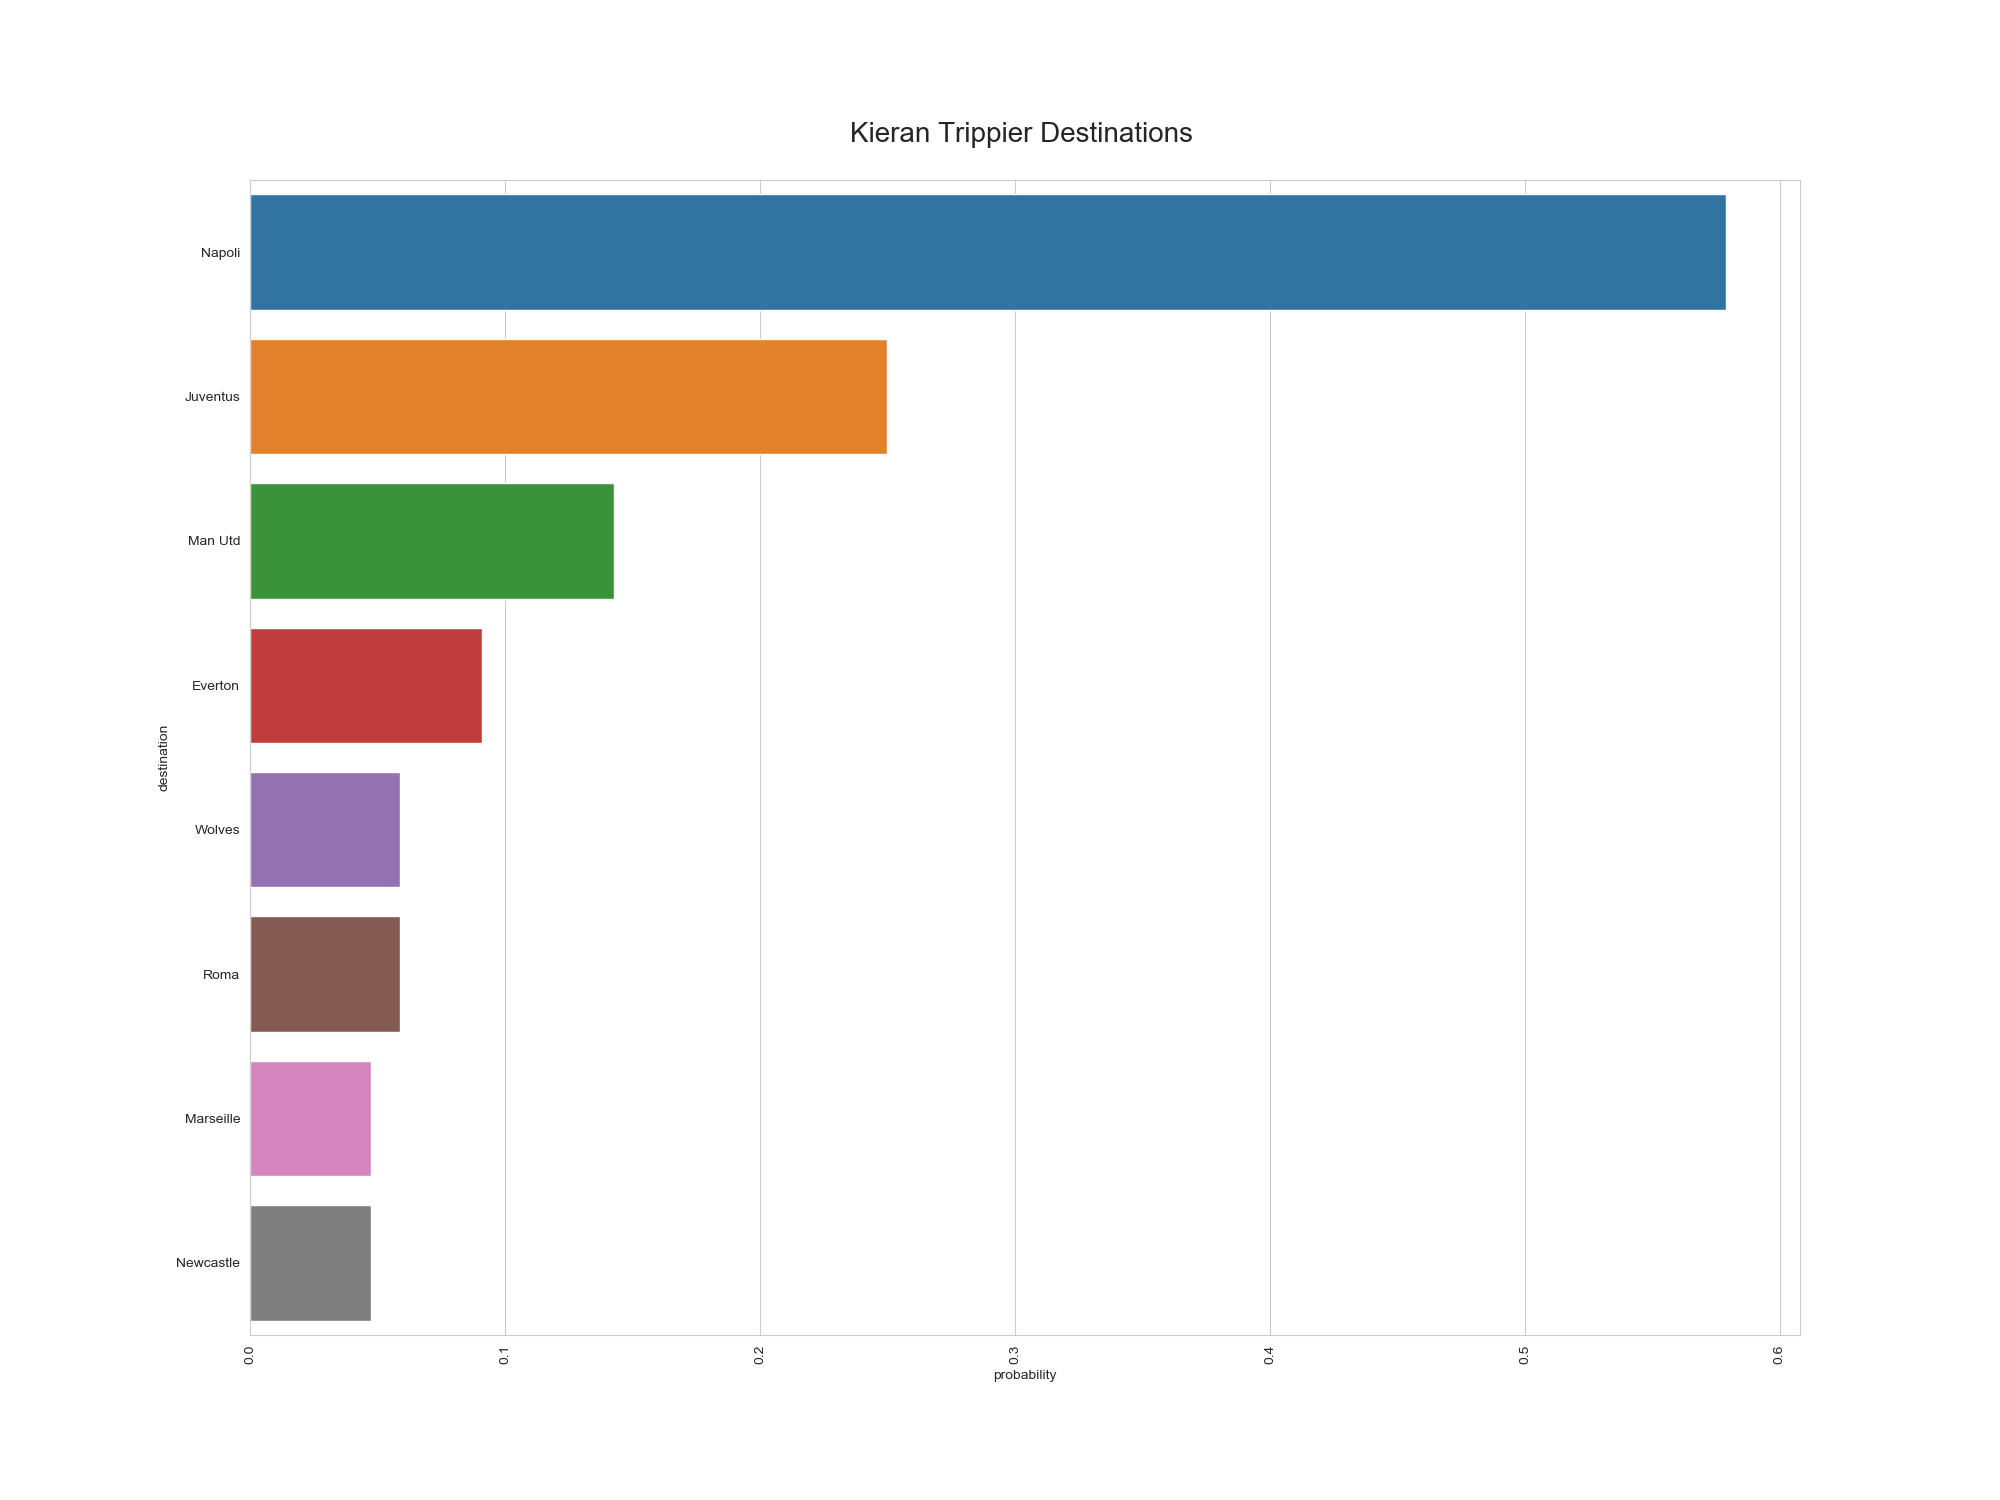 Kieran Trippier Destinations
Napoli
Juventus
Man Utd
Everton
destination
Wolves
Roma
Marseille
Newcastle
0.0 0.1 0.2 0.3 0.4 0.5 0.6
probability